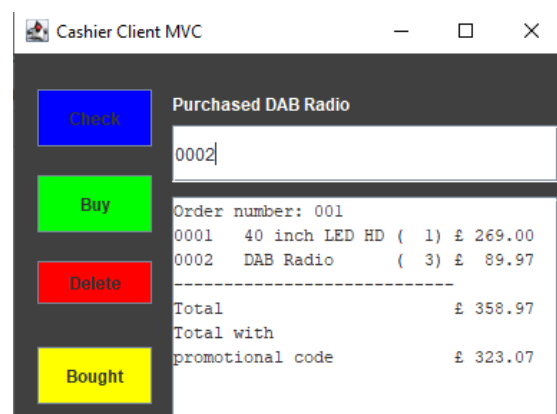 Cashier Client MVC
Check
Purchased DAB Radio
0002
Buy
Delete
Bought
Order number: 001
0001 40 inch LED HD ( 1) £ 269.00
0002 DAB Radio ( 3) £ 89.97
----------------------------
Total £ 358.97
Total with
promotional code £ 323.07